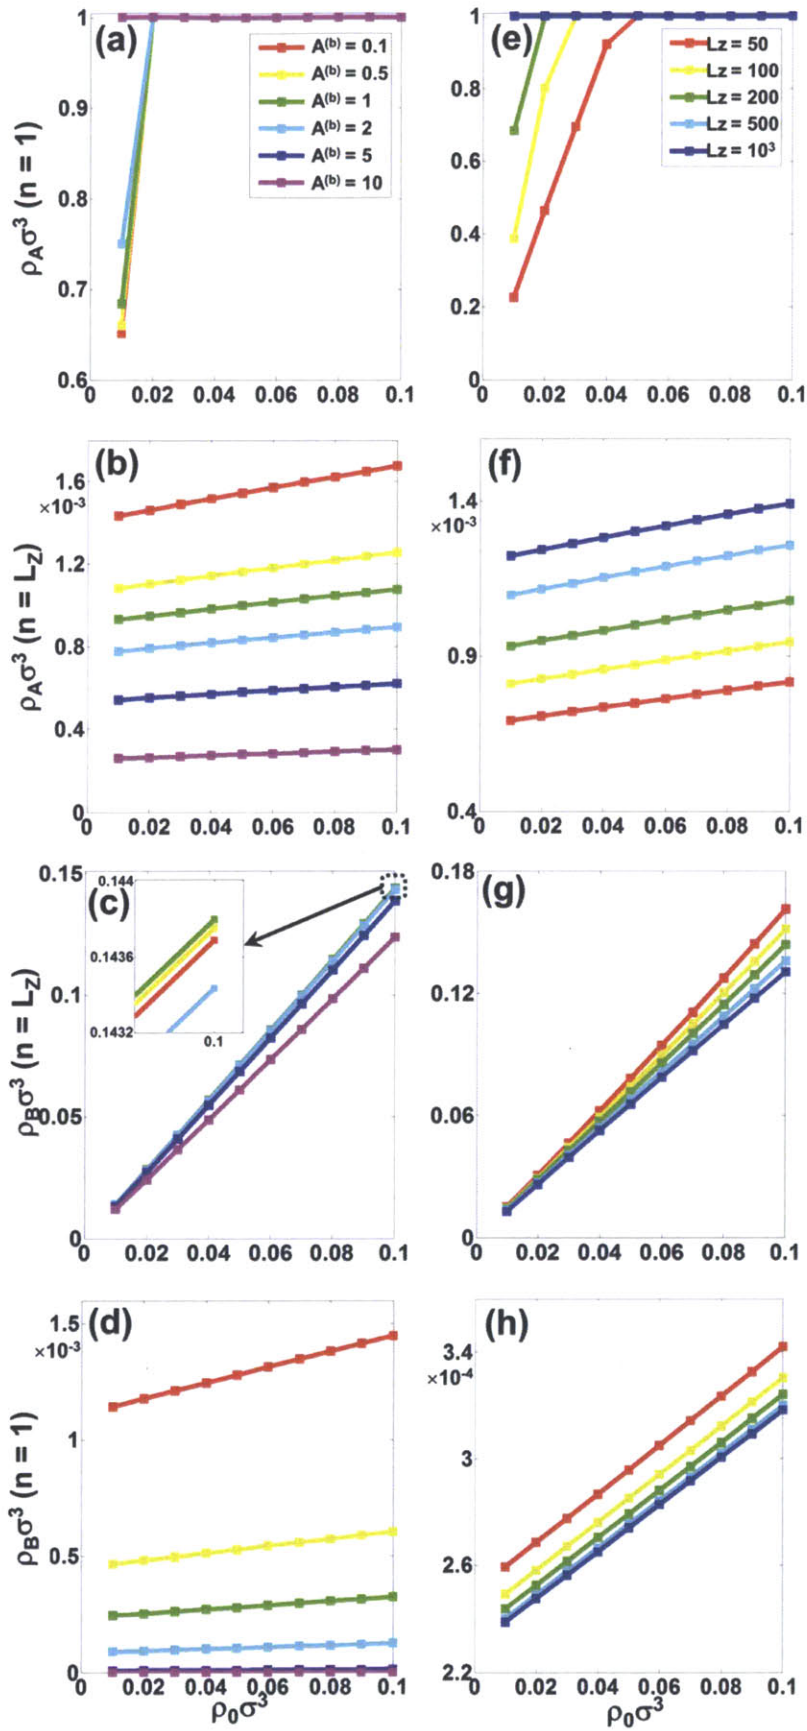 (a)
1
0.9
0.8
0.7
0.6
ρAσ³ (n = 1)
A(b) = 0.1
A(b) = 0.5
A(b) = 1
A(b) = 2
A(b) = 5
A(b) = 10
0 0.02 0.04 0.06 0.08 0.1
(e)
1
0.8
0.6
0.4
0.2
0
Lz = 50
Lz = 100
Lz = 200
Lz = 500
Lz = 10³
0 0.02 0.04 0.06 0.08 0.1
(b)
1.6
×10⁻³
1.2
0.8
0.4
0
ρAσ³ (n = LZ)
0 0.02 0.04 0.06 0.08 0.1
(f)
1.4
×10⁻³
0.9
0.4
0 0.02 0.04 0.06 0.08 0.1
(c)
0.15
0.1
0.05
0
ρBσ³ (n = LZ)
0.144
0.1436
0.1432
0.1
0 0.02 0.04 0.06 0.08 0.1
(g)
0.18
0.12
0.06
0
0 0.02 0.04 0.06 0.08 0.1
(d)
1.5
×10⁻³
1
0.5
0
ρBσ³ (n = 1)
0 0.02 0.04 0.06 0.08 0.1
ρ₀σ³
(h)
3.4
×10⁻⁴
3
2.6
2.2
0 0.02 0.04 0.06 0.08 0.1
ρ₀σ³